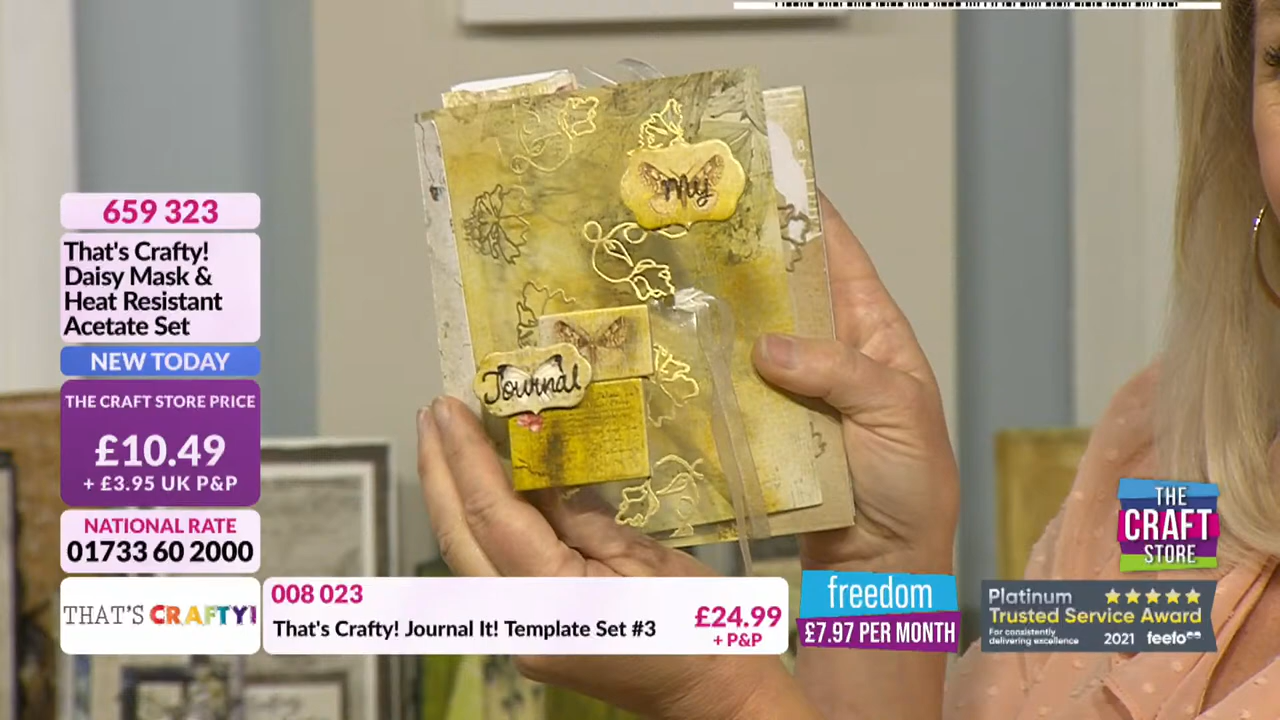 My
Journal
659 323
That's Crafty!
Daisy Mask &
Heat Resistant
Acetate Set
NEW TODAY
THE CRAFT STORE PRICE
£10.49
+ £3.95 UK P&P
NATIONAL RATE
01733 60 2000
THAT'S CRAFTY!
008 023
That's Crafty! Journal It! Template Set #3
£24.99
+ P&P
freedom
£7.97 PER MONTH
THE
CRAFT
STORE
Platinum
Trusted Service Award
For consistently
delivering excellence
2021 feefo